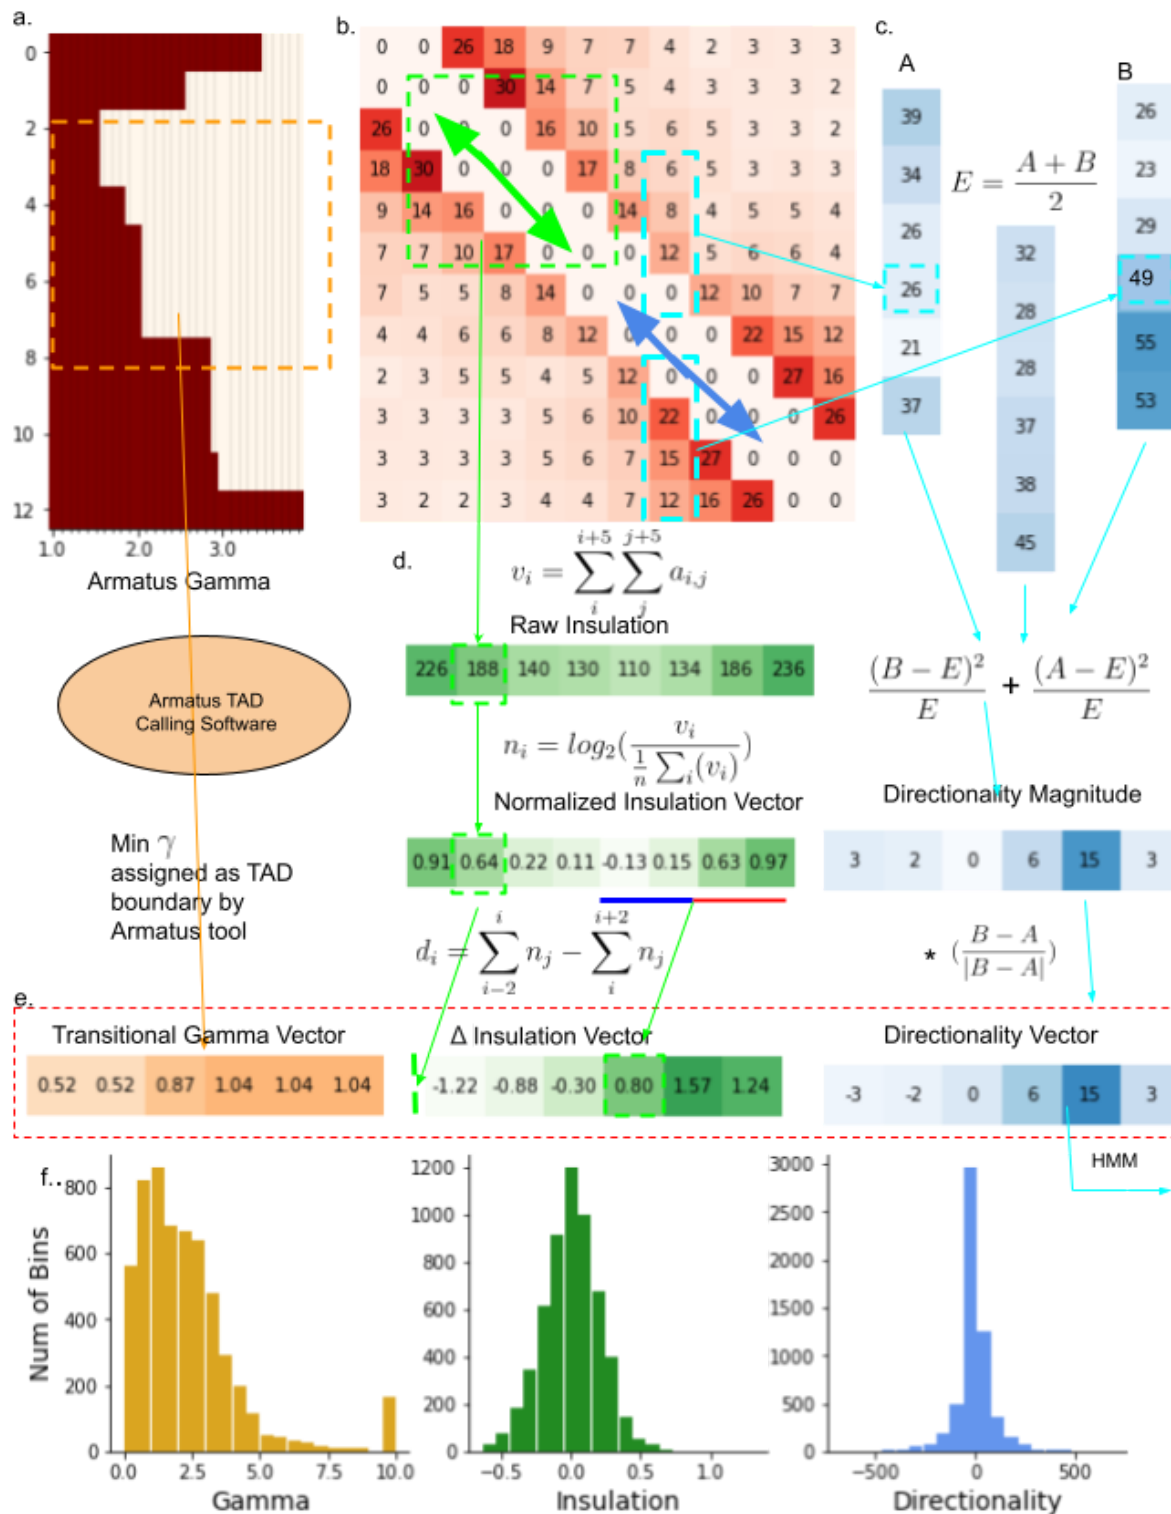 a.
0
2
4
6
8
10
12
1.0 2.0 3.0
Armatus Gamma
b.
0 0 26 18 9 7 7 4 2 3 3 3
0 0 0 30 14 7 5 4 3 3 3 2
26 0 0 0 16 10 5 6 5 3 3 2
18 30 0 0 0 17 8 6 5 3 3 3
9 14 16 0 0 0 14 8 4 5 5 4
7 7 10 17 0 0 0 12 5 6 6 4
7 5 5 8 14 0 0 0 12 10 7 7
4 4 6 6 8 12 0 0 0 22 15 12
2 3 5 5 4 5 12 0 0 0 27 16
3 3 3 3 5 6 10 22 0 0 0 26
3 3 3 5 6 7 15 27 0 0 0
3 2 2 3 4 4 7 12 16 26 0 0
c.
A
39
34
26
26
21
37
E = \frac{A + B}{2}
32
28
28
37
38
45
B
26
23
29
49
55
53
\frac{(B − E)^2}{E} + \frac{(A − E)^2}{E}
Directionality Magnitude
3 2 0 6 15 3
* (\frac{B − A}{|B − A|})
d.
v_i = \sum_{i}^{i+5} \sum_{j}^{j+5} a_{i,j}
Raw Insulation
226 188 140 130 110 134 186 236
n_i = log_2(\frac{v_i}{\frac{1}{n} \sum_i (v_i)})
Normalized Insulation Vector
0.91 0.64 0.22 0.11 -0.13 0.15 0.63 0.97
d_i = \sum_{i−2}^{i} n_j − \sum_{i}^{i+2} n_j
Armatus TAD
Calling Software
Min γ
assigned as TAD
boundary by
Armatus tool
e.
Transitional Gamma Vector
0.52 0.52 0.87 1.04 1.04 1.04
Δ Insulation Vector
-1.22 -0.88 -0.30 0.80 1.57 1.24
Directionality Vector
-3 -2 0 6 15 3
HMM
f..
Num of Bins
800
600
400
200
0
0.0 2.5 5.0 7.5 10.0
Gamma
1200
1000
800
600
400
200
0
−0.5 0.0 0.5 1.0
Insulation
3000
2500
2000
1500
1000
500
0
−500 0 500
Directionality